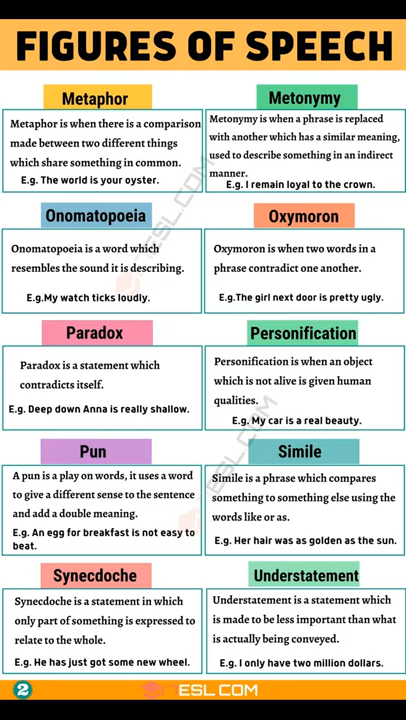 FIGURES OF SPEECH
Metaphor
Metaphor is when there is a comparison
made between two different things
which share something in common.
E.g. The world is your oyster.
Metonymy
Metonymy is when a phrase is replaced
with another which has a similar meaning,
used to describe something in an indirect
manner.
E.g. I remain loyal to the crown.
Onomatopoeia
Onomatopoeia is a word which
resembles the sound it is describing.
E.g.My watch ticks loudly.
Oxymoron
Oxymoron is when two words in a
phrase contradict one another.
E.g.The girl next door is pretty ugly.
Paradox
Paradox is a statement which
contradicts itself.
E.g. Deep down Anna is really shallow.
Personification
Personification is when an object
which is not alive is given human
qualities.
E.g. My car is a real beauty.
Pun
A pun is a play on words, it uses a word
to give a different sense to the sentence
and add a double meaning.
E.g. An egg for breakfast is not easy to
beat.
Simile
Simile is a phrase which compares
something to something else using the
words like or as.
E.g. Her hair was as golden as the sun.
Synecdoche
Synecdoche is a statement in which
only part of something is expressed to
relate to the whole.
E.g. He has just got some new wheel.
Understatement
Understatement is a statement which
is made to be less important than what
is actually being conveyed.
E.g. I only have two million dollars.
7ESL.COM
7ESL.COM
2
7ESL.COM